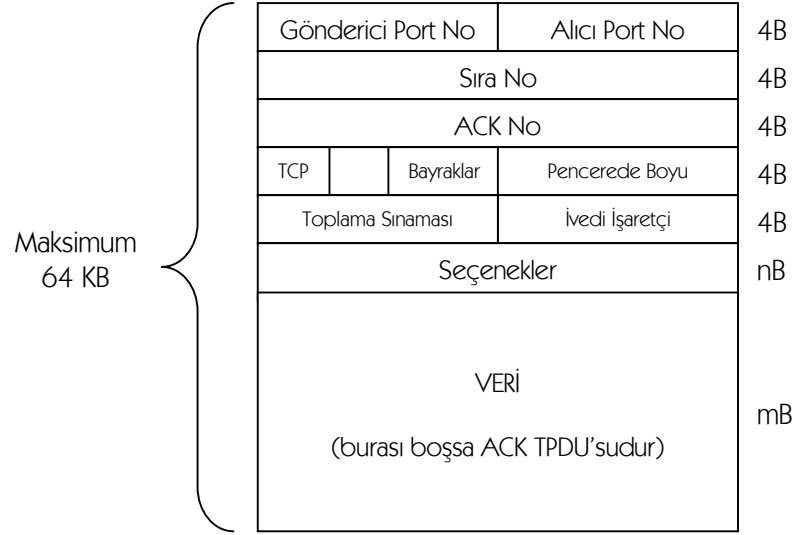 Gönderici Port No Alıcı Port No 4B
Sıra No 4B
ACK No 4B
TCP Bayraklar Pencerede Boyu 4B
Toplama Sınaması İvedi İşaretçi 4B
Maksimum
64 KB
Seçenekler nB
VERİ
(burası boşsa ACK TPDU'sudur)
mB